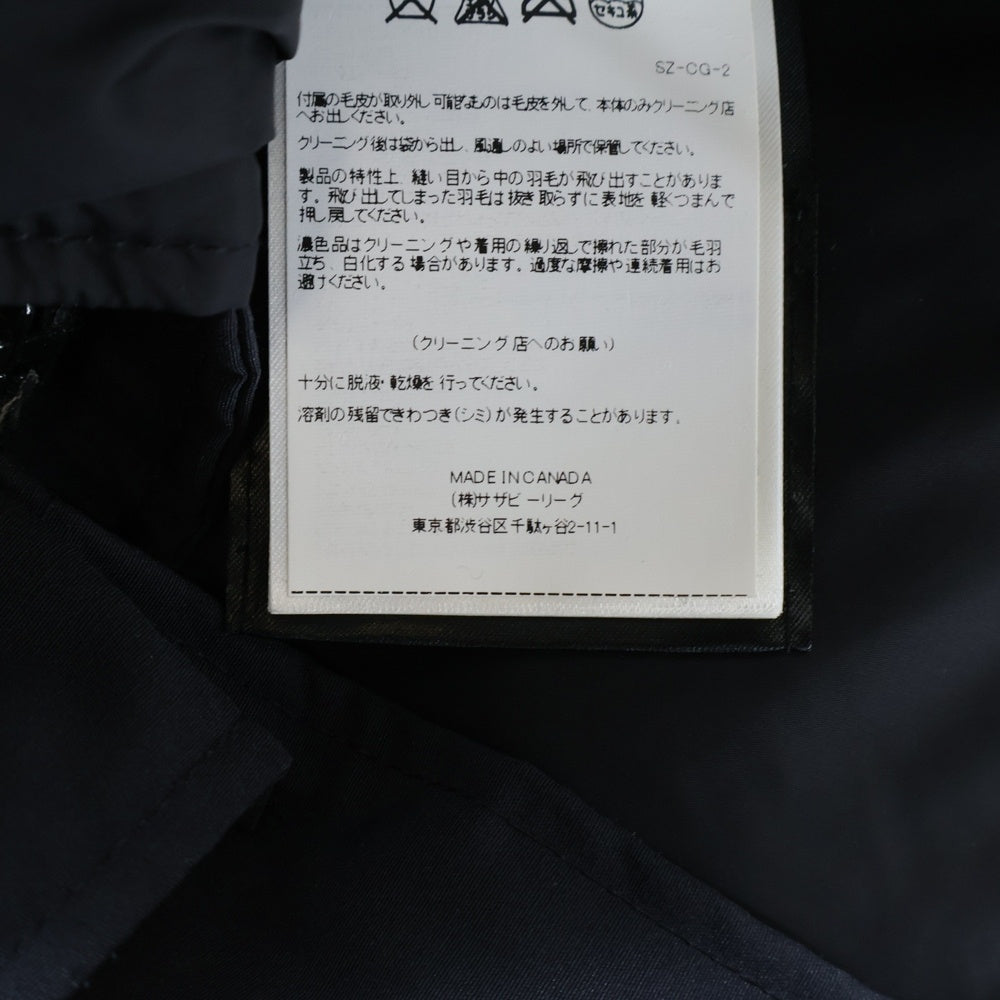 セキユ系
SZ-CG-2
付属の毛皮が取り外し可能なものは毛皮を外して、本体のみクリーニング店
へお出しください。
クリーニング後は袋から出し、風通しのよい場所で保管してください。
製品の特性上、縫い目から中の羽毛が飛び出すことがありま
す。飛び出してしまった羽毛は抜き取らずに表地を軽くつまんで
押し戻してください。
濃色品はクリーニングや着用の繰り返しで擦れた部分が毛羽
立ち、白化する場合があります。過度な摩擦や連続着用はお
避けください。
(クリーニング店へのお願い)
十分に脱液・乾燥を行ってください。
溶剤の残留できわつき(シミ)が発生することがあります。
MADE IN CANADA
(株)サザビーリーグ
東京都渋谷区千駄ヶ谷2-11-1